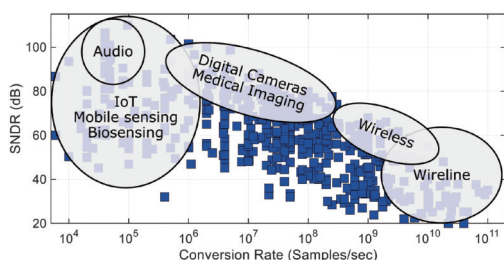 SNDR (dB)
100
80
60
40
20
Audio
IoT
Mobile sensing
Biosensing
Digital Cameras
Medical Imaging
Wireless
Wireline
10⁴ 10⁵ 10⁶ 10⁷ 10⁸ 10⁹ 10¹⁰ 10¹¹
Conversion Rate (Samples/sec)